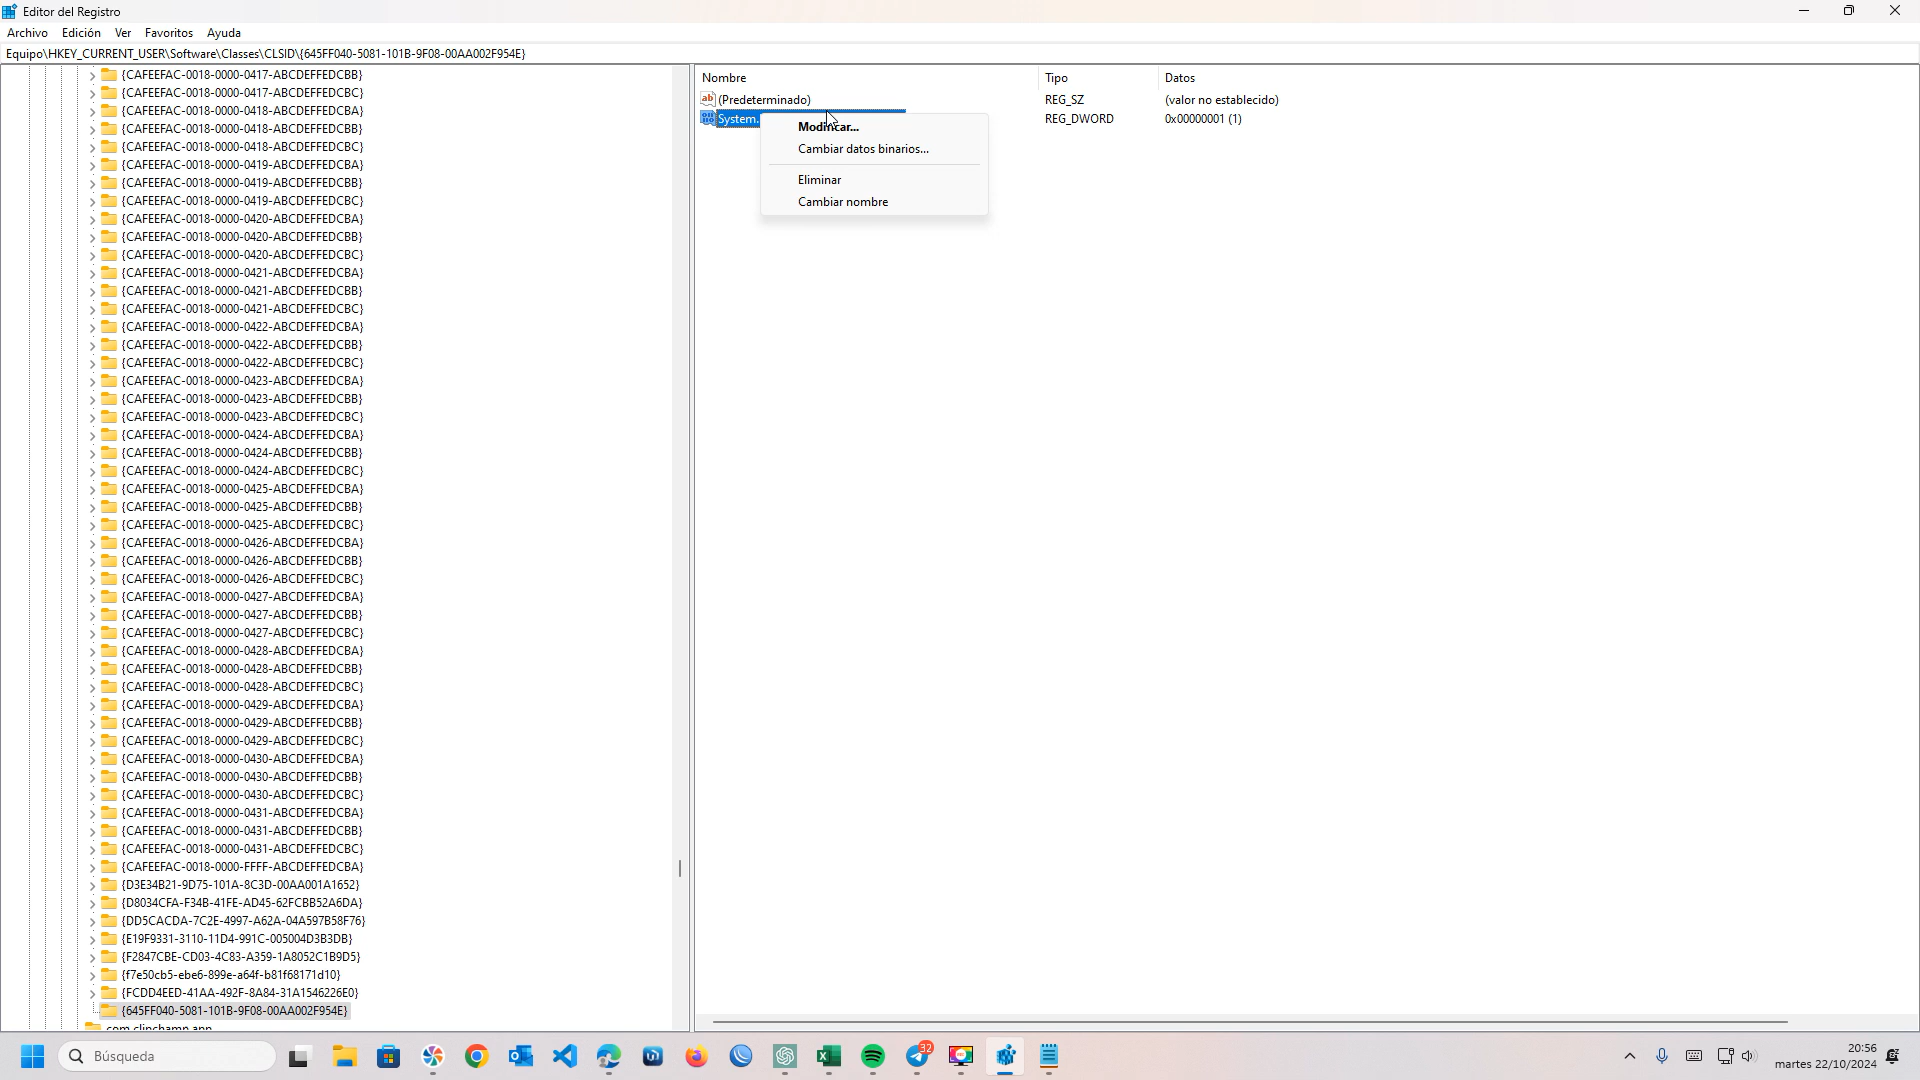 Editor del Registro
Archivo Edición Ver Favoritos Ayuda
Equipo\HKEY_CURRENT_USER\Software\Classes\CLSID\{645FF040-5081-101B-9F08-00AA002F954E}
{CAFEEFAC-0018-0000-0417-ABCDEFFEDCBB}
{CAFEEFAC-0018-0000-0417-ABCDEFFEDCBC}
{CAFEEFAC-0018-0000-0418-ABCDEFFEDCBA}
{CAFEEFAC-0018-0000-0418-ABCDEFFEDCBB}
{CAFEEFAC-0018-0000-0418-ABCDEFFEDCBC}
{CAFEEFAC-0018-0000-0419-ABCDEFFEDCBA}
{CAFEEFAC-0018-0000-0419-ABCDEFFEDCBB}
{CAFEEFAC-0018-0000-0419-ABCDEFFEDCBC}
{CAFEEFAC-0018-0000-0420-ABCDEFFEDCBA}
{CAFEEFAC-0018-0000-0420-ABCDEFFEDCBB}
{CAFEEFAC-0018-0000-0420-ABCDEFFEDCBC}
{CAFEEFAC-0018-0000-0421-ABCDEFFEDCBA}
{CAFEEFAC-0018-0000-0421-ABCDEFFEDCBB}
{CAFEEFAC-0018-0000-0421-ABCDEFFEDCBC}
{CAFEEFAC-0018-0000-0422-ABCDEFFEDCBA}
{CAFEEFAC-0018-0000-0422-ABCDEFFEDCBB}
{CAFEEFAC-0018-0000-0422-ABCDEFFEDCBC}
{CAFEEFAC-0018-0000-0423-ABCDEFFEDCBA}
{CAFEEFAC-0018-0000-0423-ABCDEFFEDCBB}
{CAFEEFAC-0018-0000-0423-ABCDEFFEDCBC}
{CAFEEFAC-0018-0000-0424-ABCDEFFEDCBA}
{CAFEEFAC-0018-0000-0424-ABCDEFFEDCBB}
{CAFEEFAC-0018-0000-0424-ABCDEFFEDCBC}
{CAFEEFAC-0018-0000-0425-ABCDEFFEDCBA}
{CAFEEFAC-0018-0000-0425-ABCDEFFEDCBB}
{CAFEEFAC-0018-0000-0425-ABCDEFFEDCBC}
{CAFEEFAC-0018-0000-0426-ABCDEFFEDCBA}
{CAFEEFAC-0018-0000-0426-ABCDEFFEDCBB}
{CAFEEFAC-0018-0000-0426-ABCDEFFEDCBC}
{CAFEEFAC-0018-0000-0427-ABCDEFFEDCBA}
{CAFEEFAC-0018-0000-0427-ABCDEFFEDCBB}
{CAFEEFAC-0018-0000-0427-ABCDEFFEDCBC}
{CAFEEFAC-0018-0000-0428-ABCDEFFEDCBA}
{CAFEEFAC-0018-0000-0428-ABCDEFFEDCBB}
{CAFEEFAC-0018-0000-0428-ABCDEFFEDCBC}
{CAFEEFAC-0018-0000-0429-ABCDEFFEDCBA}
{CAFEEFAC-0018-0000-0429-ABCDEFFEDCBB}
{CAFEEFAC-0018-0000-0429-ABCDEFFEDCBC}
{CAFEEFAC-0018-0000-0430-ABCDEFFEDCBA}
{CAFEEFAC-0018-0000-0430-ABCDEFFEDCBB}
{CAFEEFAC-0018-0000-0430-ABCDEFFEDCBC}
{CAFEEFAC-0018-0000-0431-ABCDEFFEDCBA}
{CAFEEFAC-0018-0000-0431-ABCDEFFEDCBB}
{CAFEEFAC-0018-0000-0431-ABCDEFFEDCBC}
{CAFEEFAC-0018-0000-FFFF-ABCDEFFEDCBA}
{D3E34B21-9D75-101A-8C3D-00AA001A1652}
{D8034CFA-F34B-41FE-AD45-62FCBB52A6DA}
{DD5CACDA-7C2E-4997-A62A-04A597B58F76}
{E19F9331-3110-11D4-991C-005004D3B3DB}
{F2847CBE-CD03-4C83-A359-1A8052C1B9D5}
{f7e50cb5-ebe6-899e-a64f-b81f68171d10}
{FCDD4EED-41AA-492F-8A84-31A1546226E0}
{645FF040-5081-101B-9F08-00AA002F954E}
com.clipchamp.app
Nombre Tipo Datos
(Predeterminado) REG_SZ (valor no establecido)
System. REG_DWORD 0x00000001 (1)
Modificar...
Cambiar datos binarios...
Eliminar
Cambiar nombre
Búsqueda
32
20:56
martes 22/10/2024